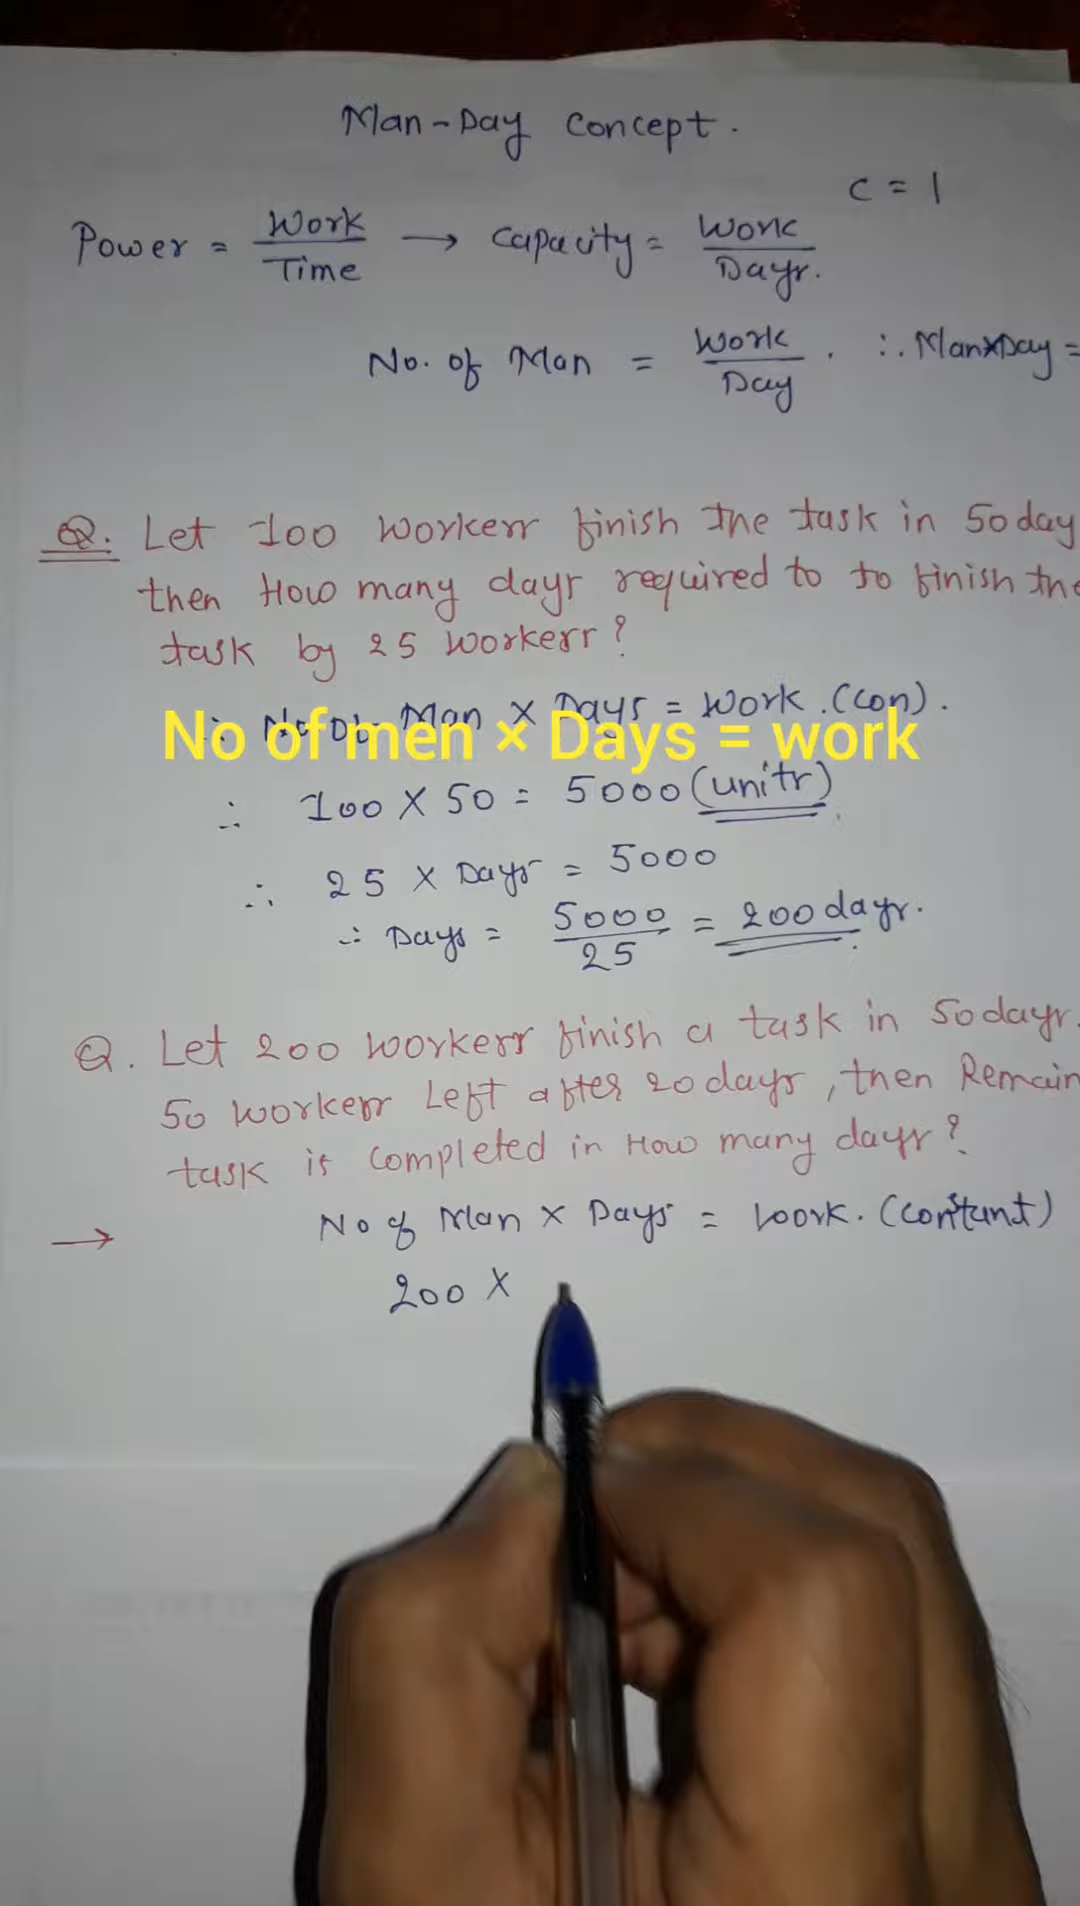 Man-Day Concept.
C = 1
Power = Work/Time → Capacity = Work/Days.
No. of Man = Work/Day. ∴ Man×Day =
Q. Let 100 workers finish the task in 50 day
then How many days required to to finish the
task by 25 workers?
∴ No of Man × Days = Work. (con).
No of men × Days = work
∴ 100 × 50 = 5000 (units)
∴ 25 × Days = 5000
∴ Days = 5000/25 = 200 days.
Q. Let 200 workers finish a task in 50 days.
50 workers Left after 20 days, then Remain
task is completed in How many days?
→ No of Man × Days = work. (constant)
200 ×